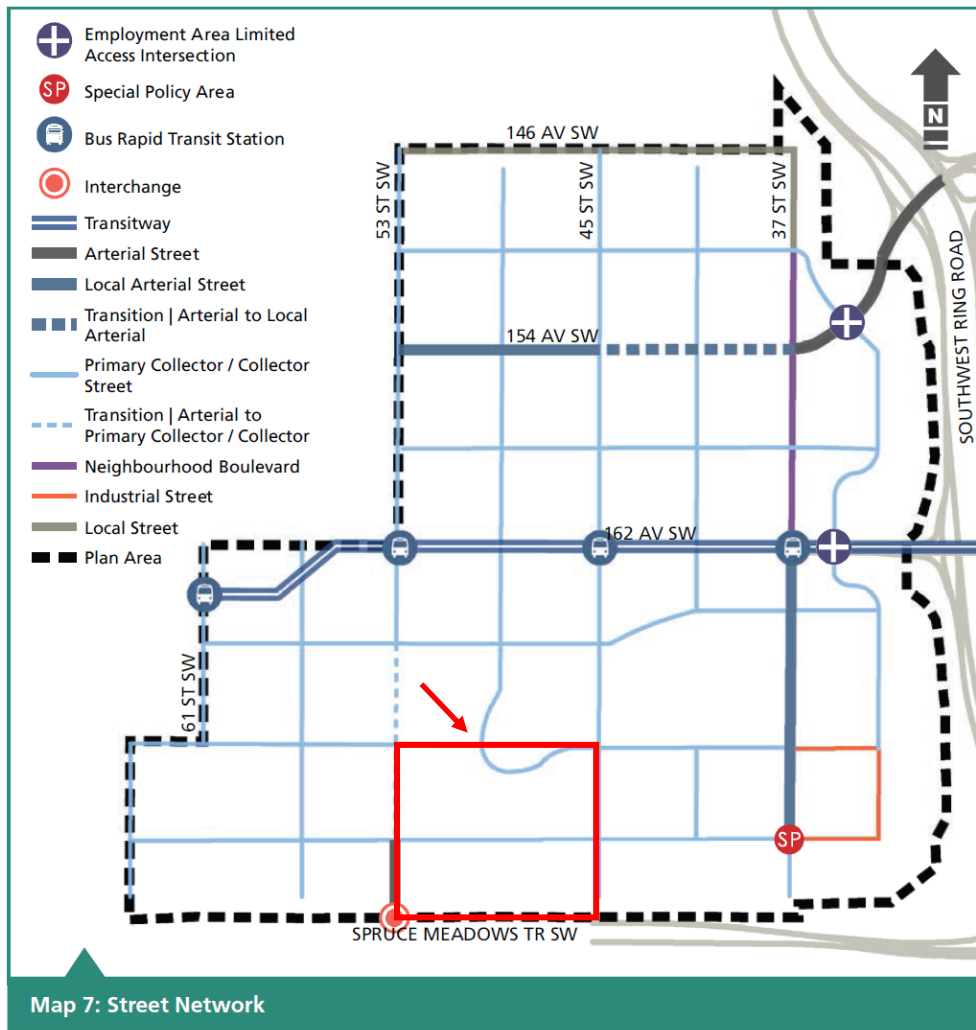 Employment Area Limited
Access Intersection
SP
Special Policy Area
Bus Rapid Transit Station
Interchange
Transitway
Arterial Street
Local Arterial Street
Transition | Arterial to Local
Arterial
Primary Collector / Collector
Street
Transition | Arterial to
Primary Collector / Collector
Neighbourhood Boulevard
Industrial Street
Local Street
Plan Area
N
146 AV SW
53 ST SW
45 ST SW
37 ST SW
SOUTHWEST RING ROAD
154 AV SW
162 AV SW
61 ST SW
SP
SPRUCE MEADOWS TR SW
Map 7: Street Network